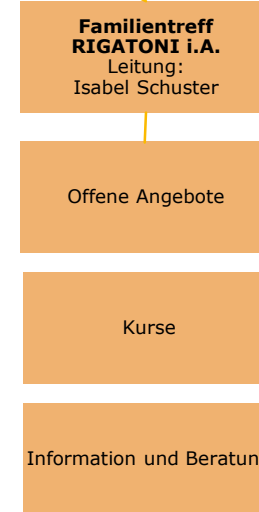 Familientreff
RIGATONI i.A.
Leitung:
Isabel Schuster
Offene Angebote
Kurse
Information und Beratun